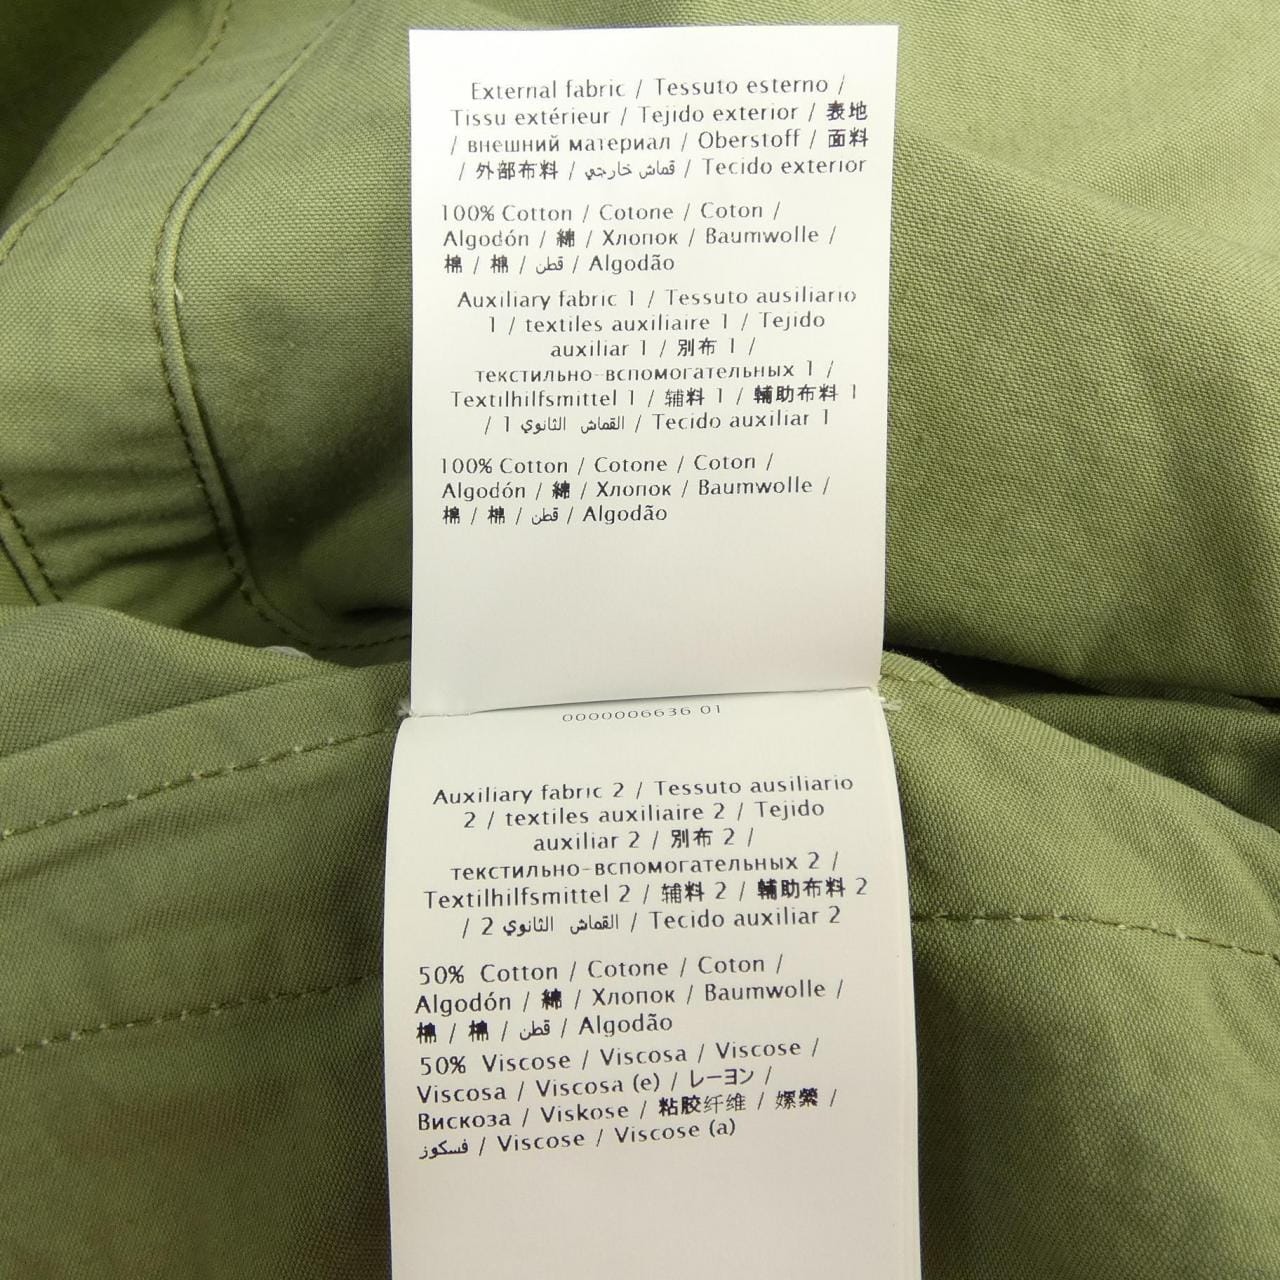 External fabric / Tessuto esterno /
Tissu extérieur / Tejido exterior / 表地
/ внешний материал / Oberstoff / 面料
/ 外部布料 / قماش خارجي / Tecido exterior
100% Cotton / Cotone / Coton /
Algodón / 綿 / Хлопок / Baumwolle /
棉 / 棉 / قطن / Algodão
Auxiliary fabric 1 / Tessuto ausiliario
1 / textiles auxiliaire 1 / Tejido
auxiliar 1 / 別布 1 /
текстильно-вспомогательных 1 /
Textilhilfsmittel 1 / 辅料 1 / 輔助布料 1
/ القماش الثانوي 1 / Tecido auxiliar 1
100% Cotton / Cotone / Coton /
Algodón / 綿 / Хлопок / Baumwolle /
棉 / 棉 / قطن / Algodão
0000006636 01
Auxiliary fabric 2 / Tessuto ausiliario
2 / textiles auxiliaire 2 / Tejido
auxiliar 2 / 別布 2 /
текстильно-вспомогательных 2 /
Textilhilfsmittel 2 / 辅料 2 / 輔助布料 2
/ القماش الثانوي 2 / Tecido auxiliar 2
50% Cotton / Cotone / Coton /
Algodón / 綿 / Хлопок / Baumwolle /
棉 / 棉 / قطن / Algodão
50% Viscose / Viscosa / Viscose /
Viscosa / Viscosa (e) / レーヨン /
Вискоза / Viskose / 粘胶纤维 / 嫘縈 /
فسكوز / Viscose / Viscose (a)